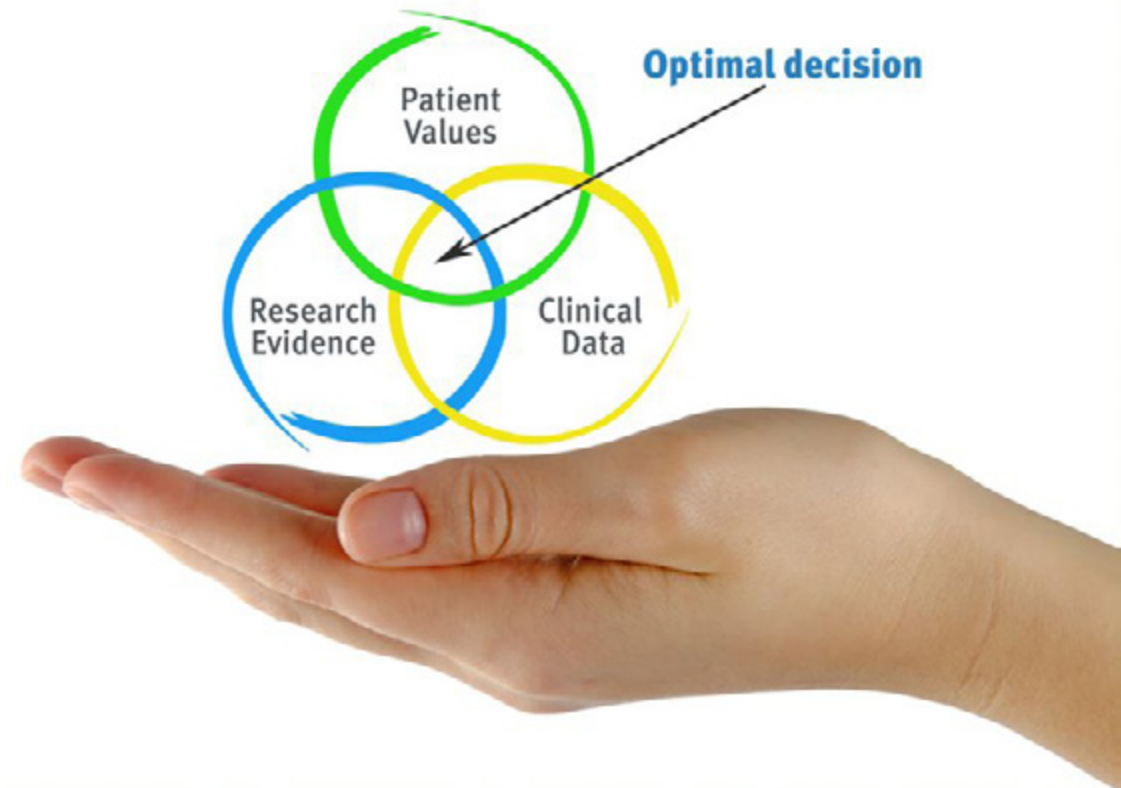 Optimal decision
Patient
Values
Research
Evidence
Clinical
Data